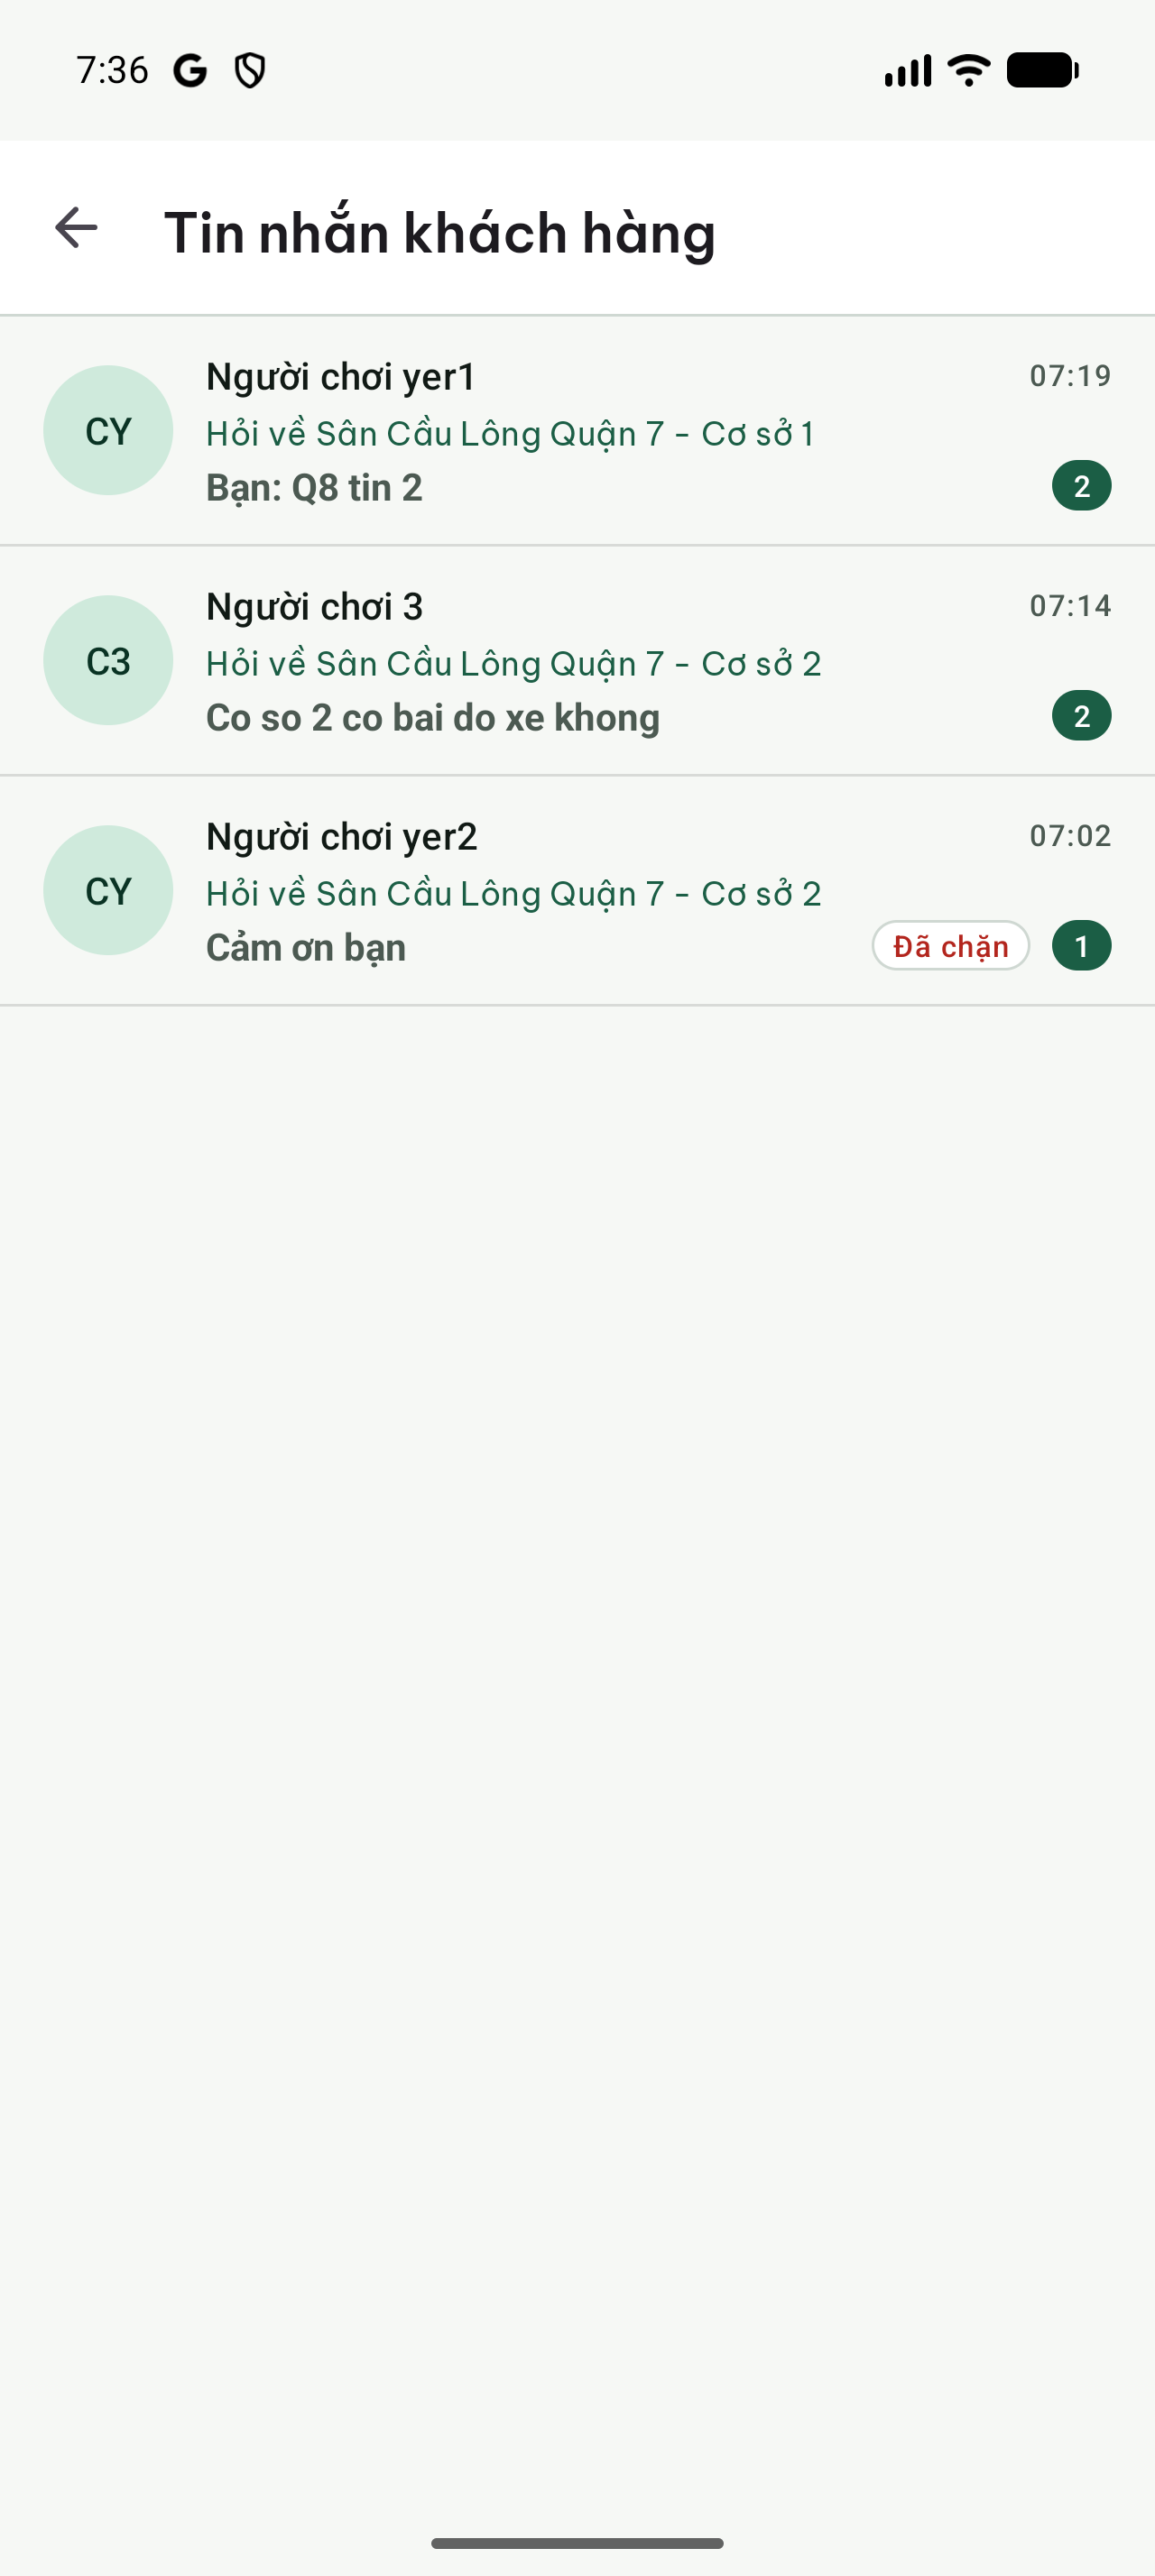 7:36
Tin nhắn khách hàng
CY
Người chơi yer1
07:19
Hỏi về Sân Cầu Lông Quận 7 - Cơ sở 1
Bạn: Q8 tin 2
2
C3
Người chơi 3
07:14
Hỏi về Sân Cầu Lông Quận 7 - Cơ sở 2
Co so 2 co bai do xe khong
2
CY
Người chơi yer2
07:02
Hỏi về Sân Cầu Lông Quận 7 - Cơ sở 2
Cảm ơn bạn
Đã chặn
1